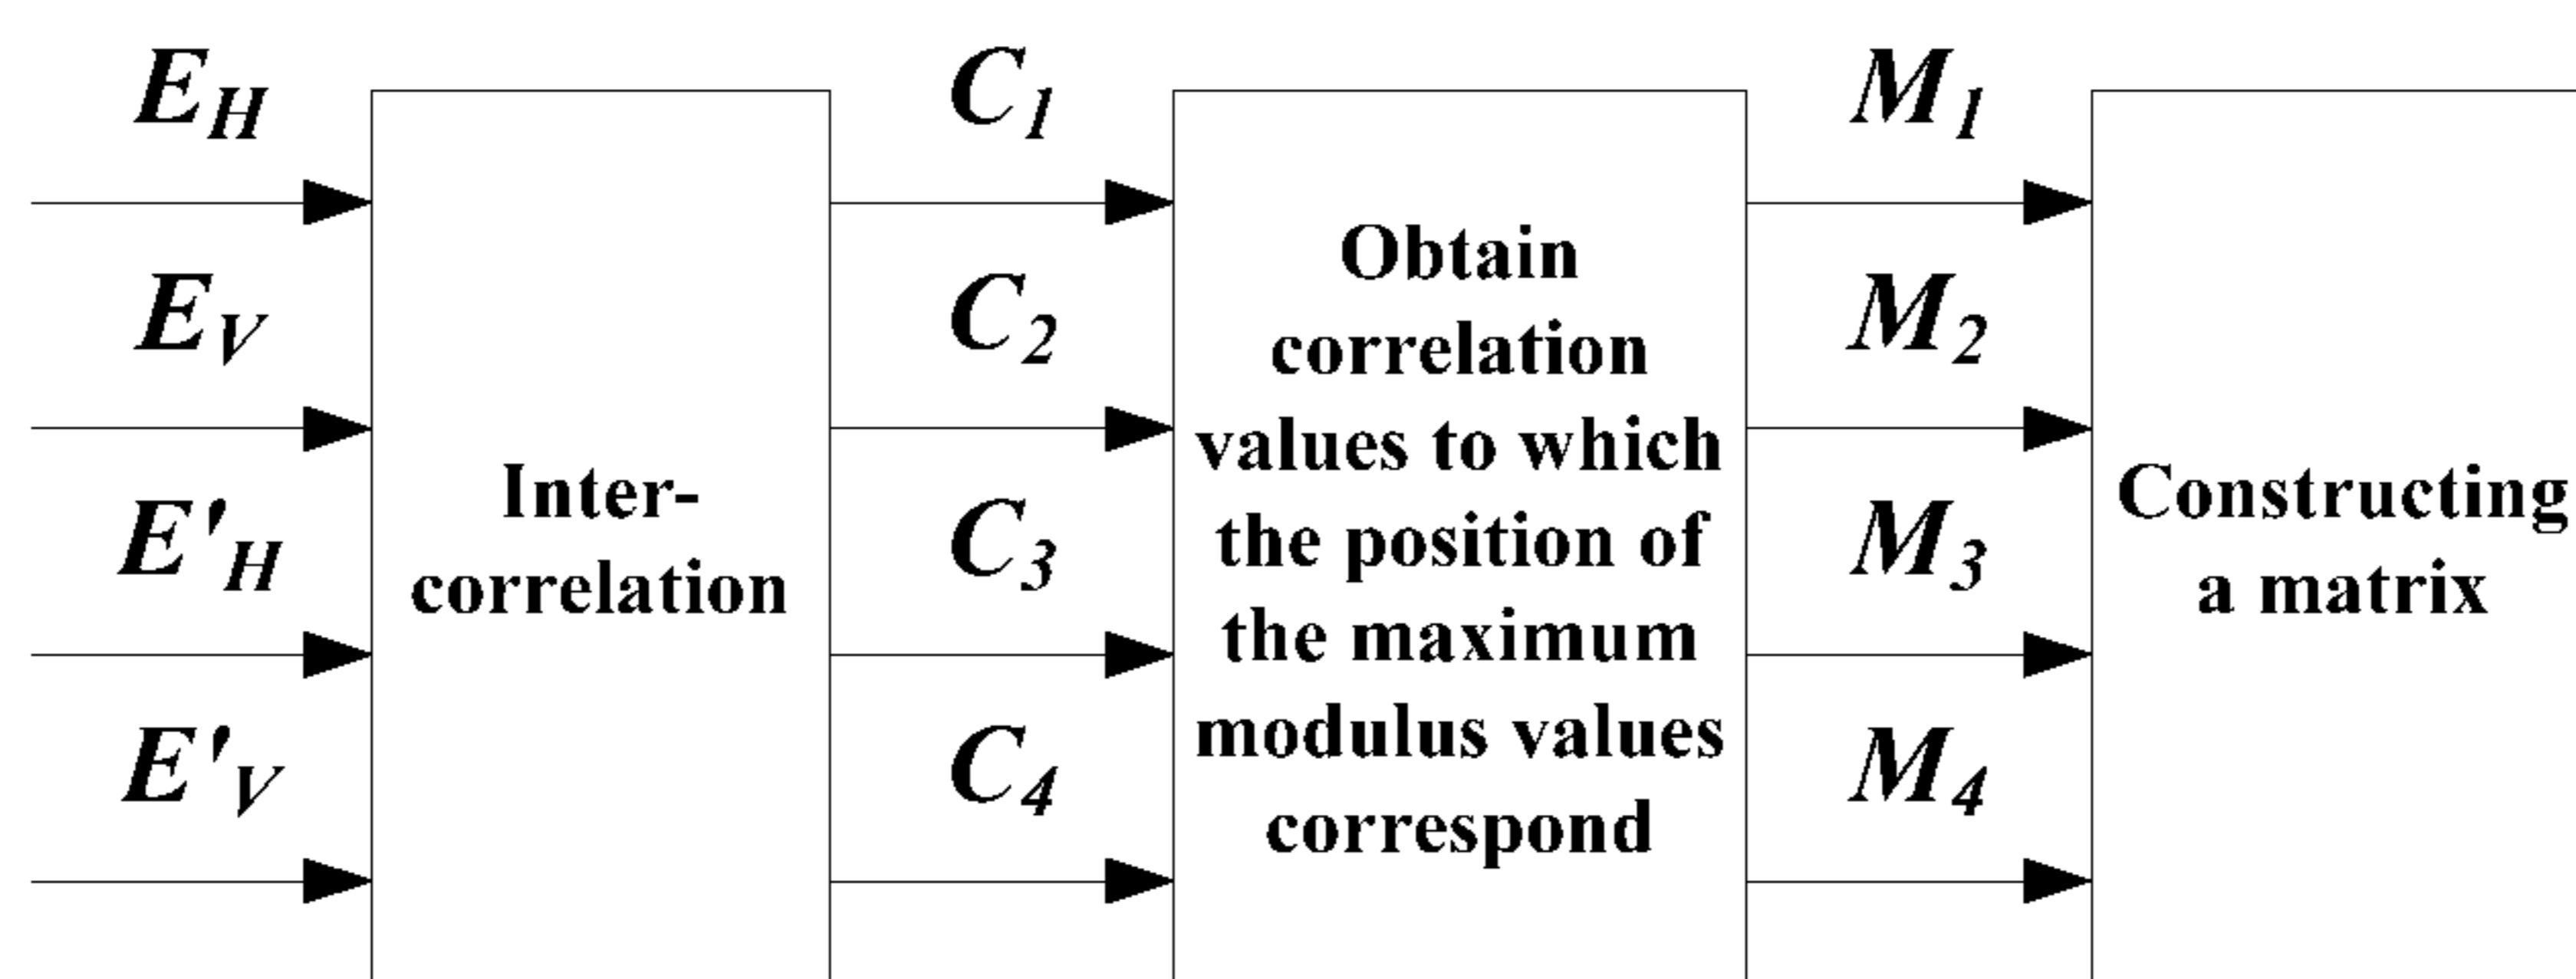 E_H
E_V
E'_H
E'_V
Inter-
correlation
C_1
C_2
C_3
C_4
Obtain
correlation
values to which
the position of
the maximum
modulus values
correspond
M_1
M_2
M_3
M_4
Constructing
a matrix